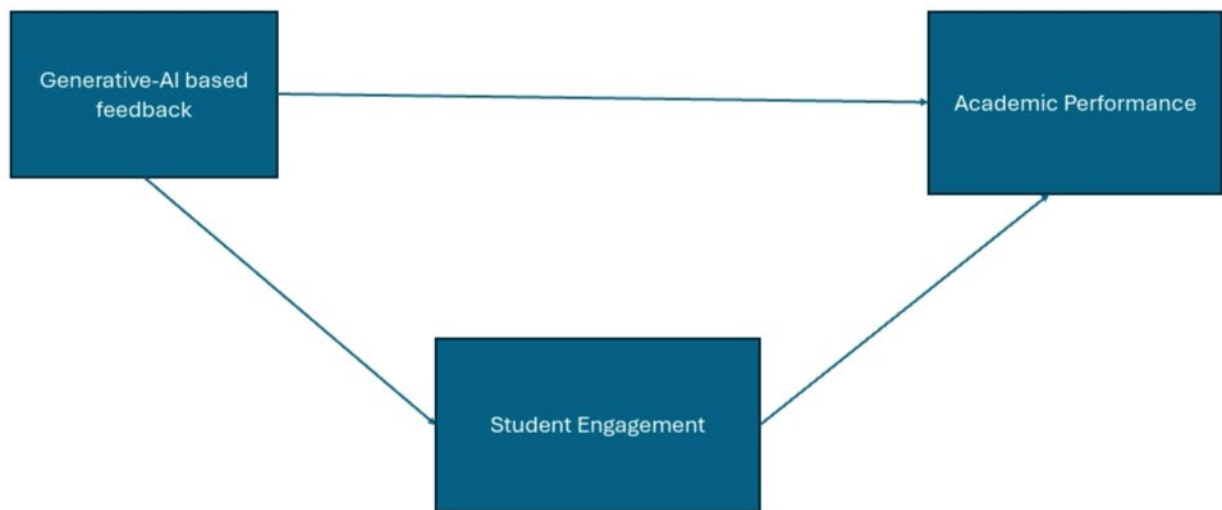 Generative-AI based
feedback
Academic Performance
Student Engagement